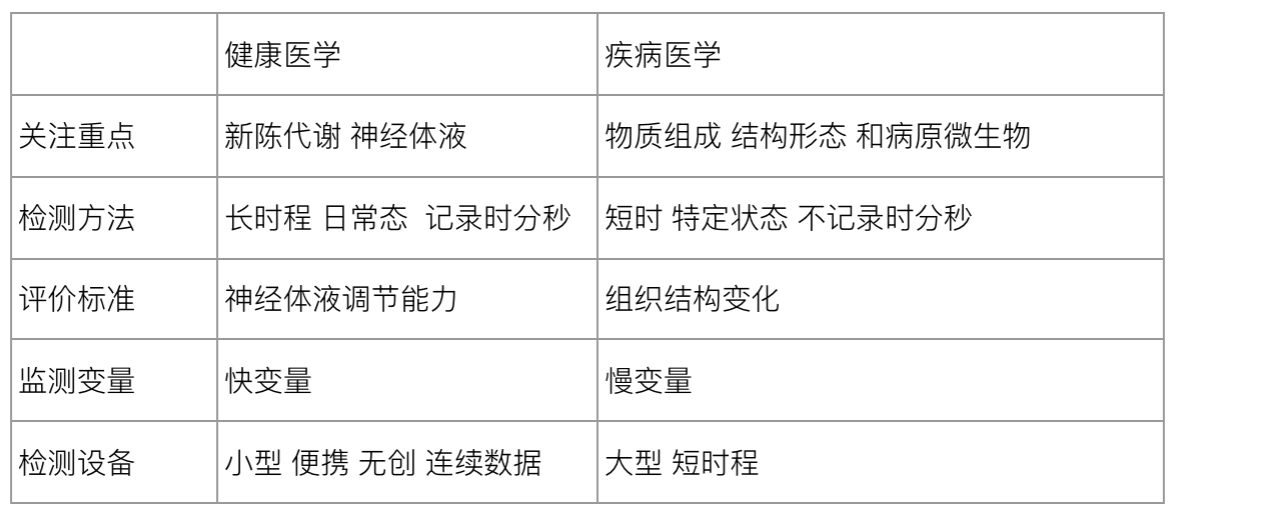 健康医学 疾病医学
关注重点 新陈代谢 神经体液 物质组成 结构形态 和病原微生物
检测方法 长时程 日常态 记录时分秒 短时 特定状态 不记录时分秒
评价标准 神经体液调节能力 组织结构变化
监测变量 快变量 慢变量
检测设备 小型 便携 无创 连续数据 大型 短时程